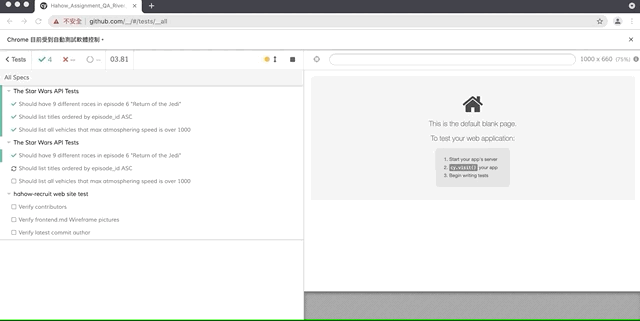 Hahow_Assignment_QA_River
不安全 | github.com/__/#/tests/__all
Chrome 目前受到自動測試軟體控制
Tests 4 -- -- 03.81 1000 x 660 (75%)
All Specs
The Star Wars API Tests
Should have 9 different races in episode 6 "Return of the Jedi"
Should list titles ordered by episode_id ASC
Should list all vehicles that max atmosphering speed is over 1000
The Star Wars API Tests
Should have 9 different races in episode 6 "Return of the Jedi"
Should list titles ordered by episode_id ASC
Should list all vehicles that max atmosphering speed is over 1000
hahow-recruit web site test
Verify contributors
Verify frontend.md Wireframe pictures
Verify latest commit author
This is the default blank page.
To test your web application:
1. Start your app's server
2. cy.visit() your app
3. Begin writing tests